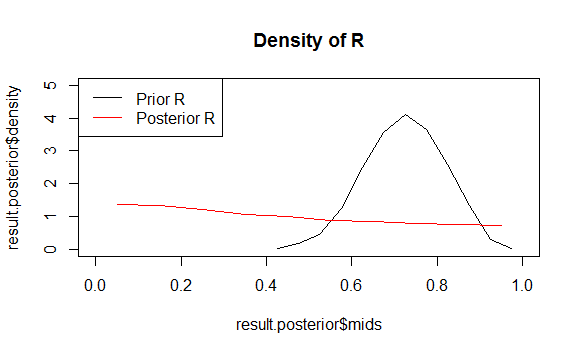 Density of R
Prior R
Posterior R
result.posterior$density
5
4
3
2
1
0
0.0 0.2 0.4 0.6 0.8 1.0
result.posterior$mids